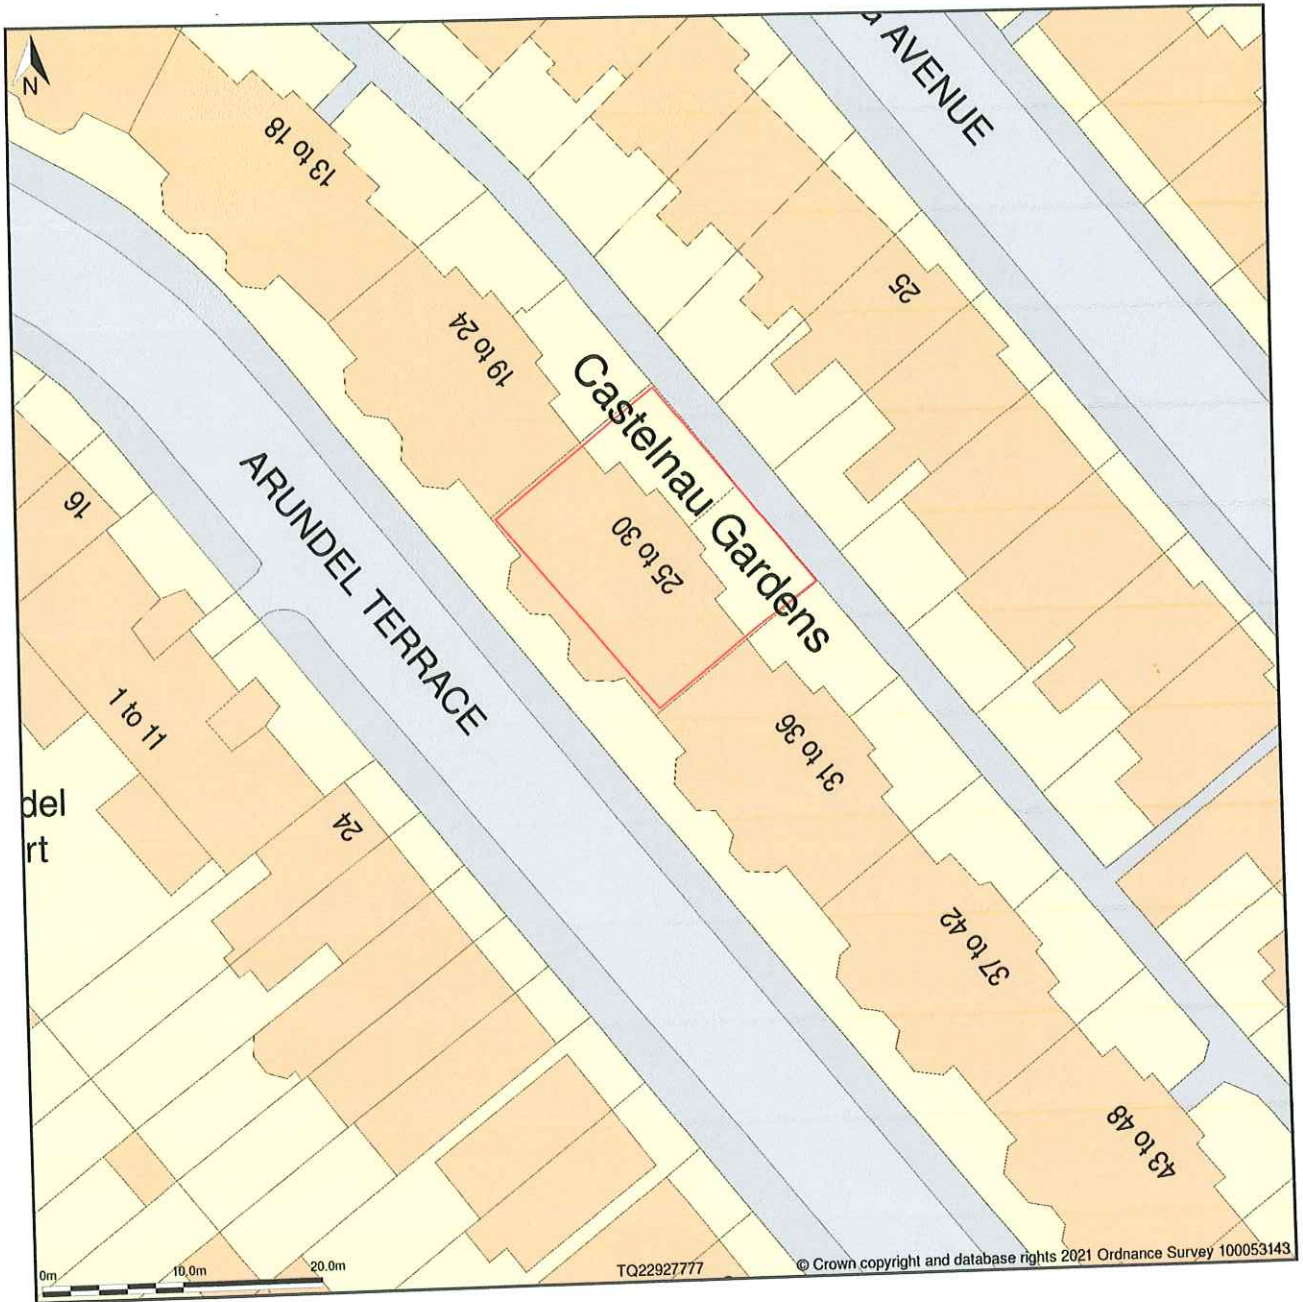 N
AVENUE
13 to 18
25
19 to 24
Castelnau Gardens
ARUNDEL TERRACE
16
25 to 30
1 to 11
31 to 36
del
rt
24
37 to 42
43 to 48
0m
10.0m
20.0m
TQ22927777
© Crown copyright and database rights 2021 Ordnance Survey 100053143